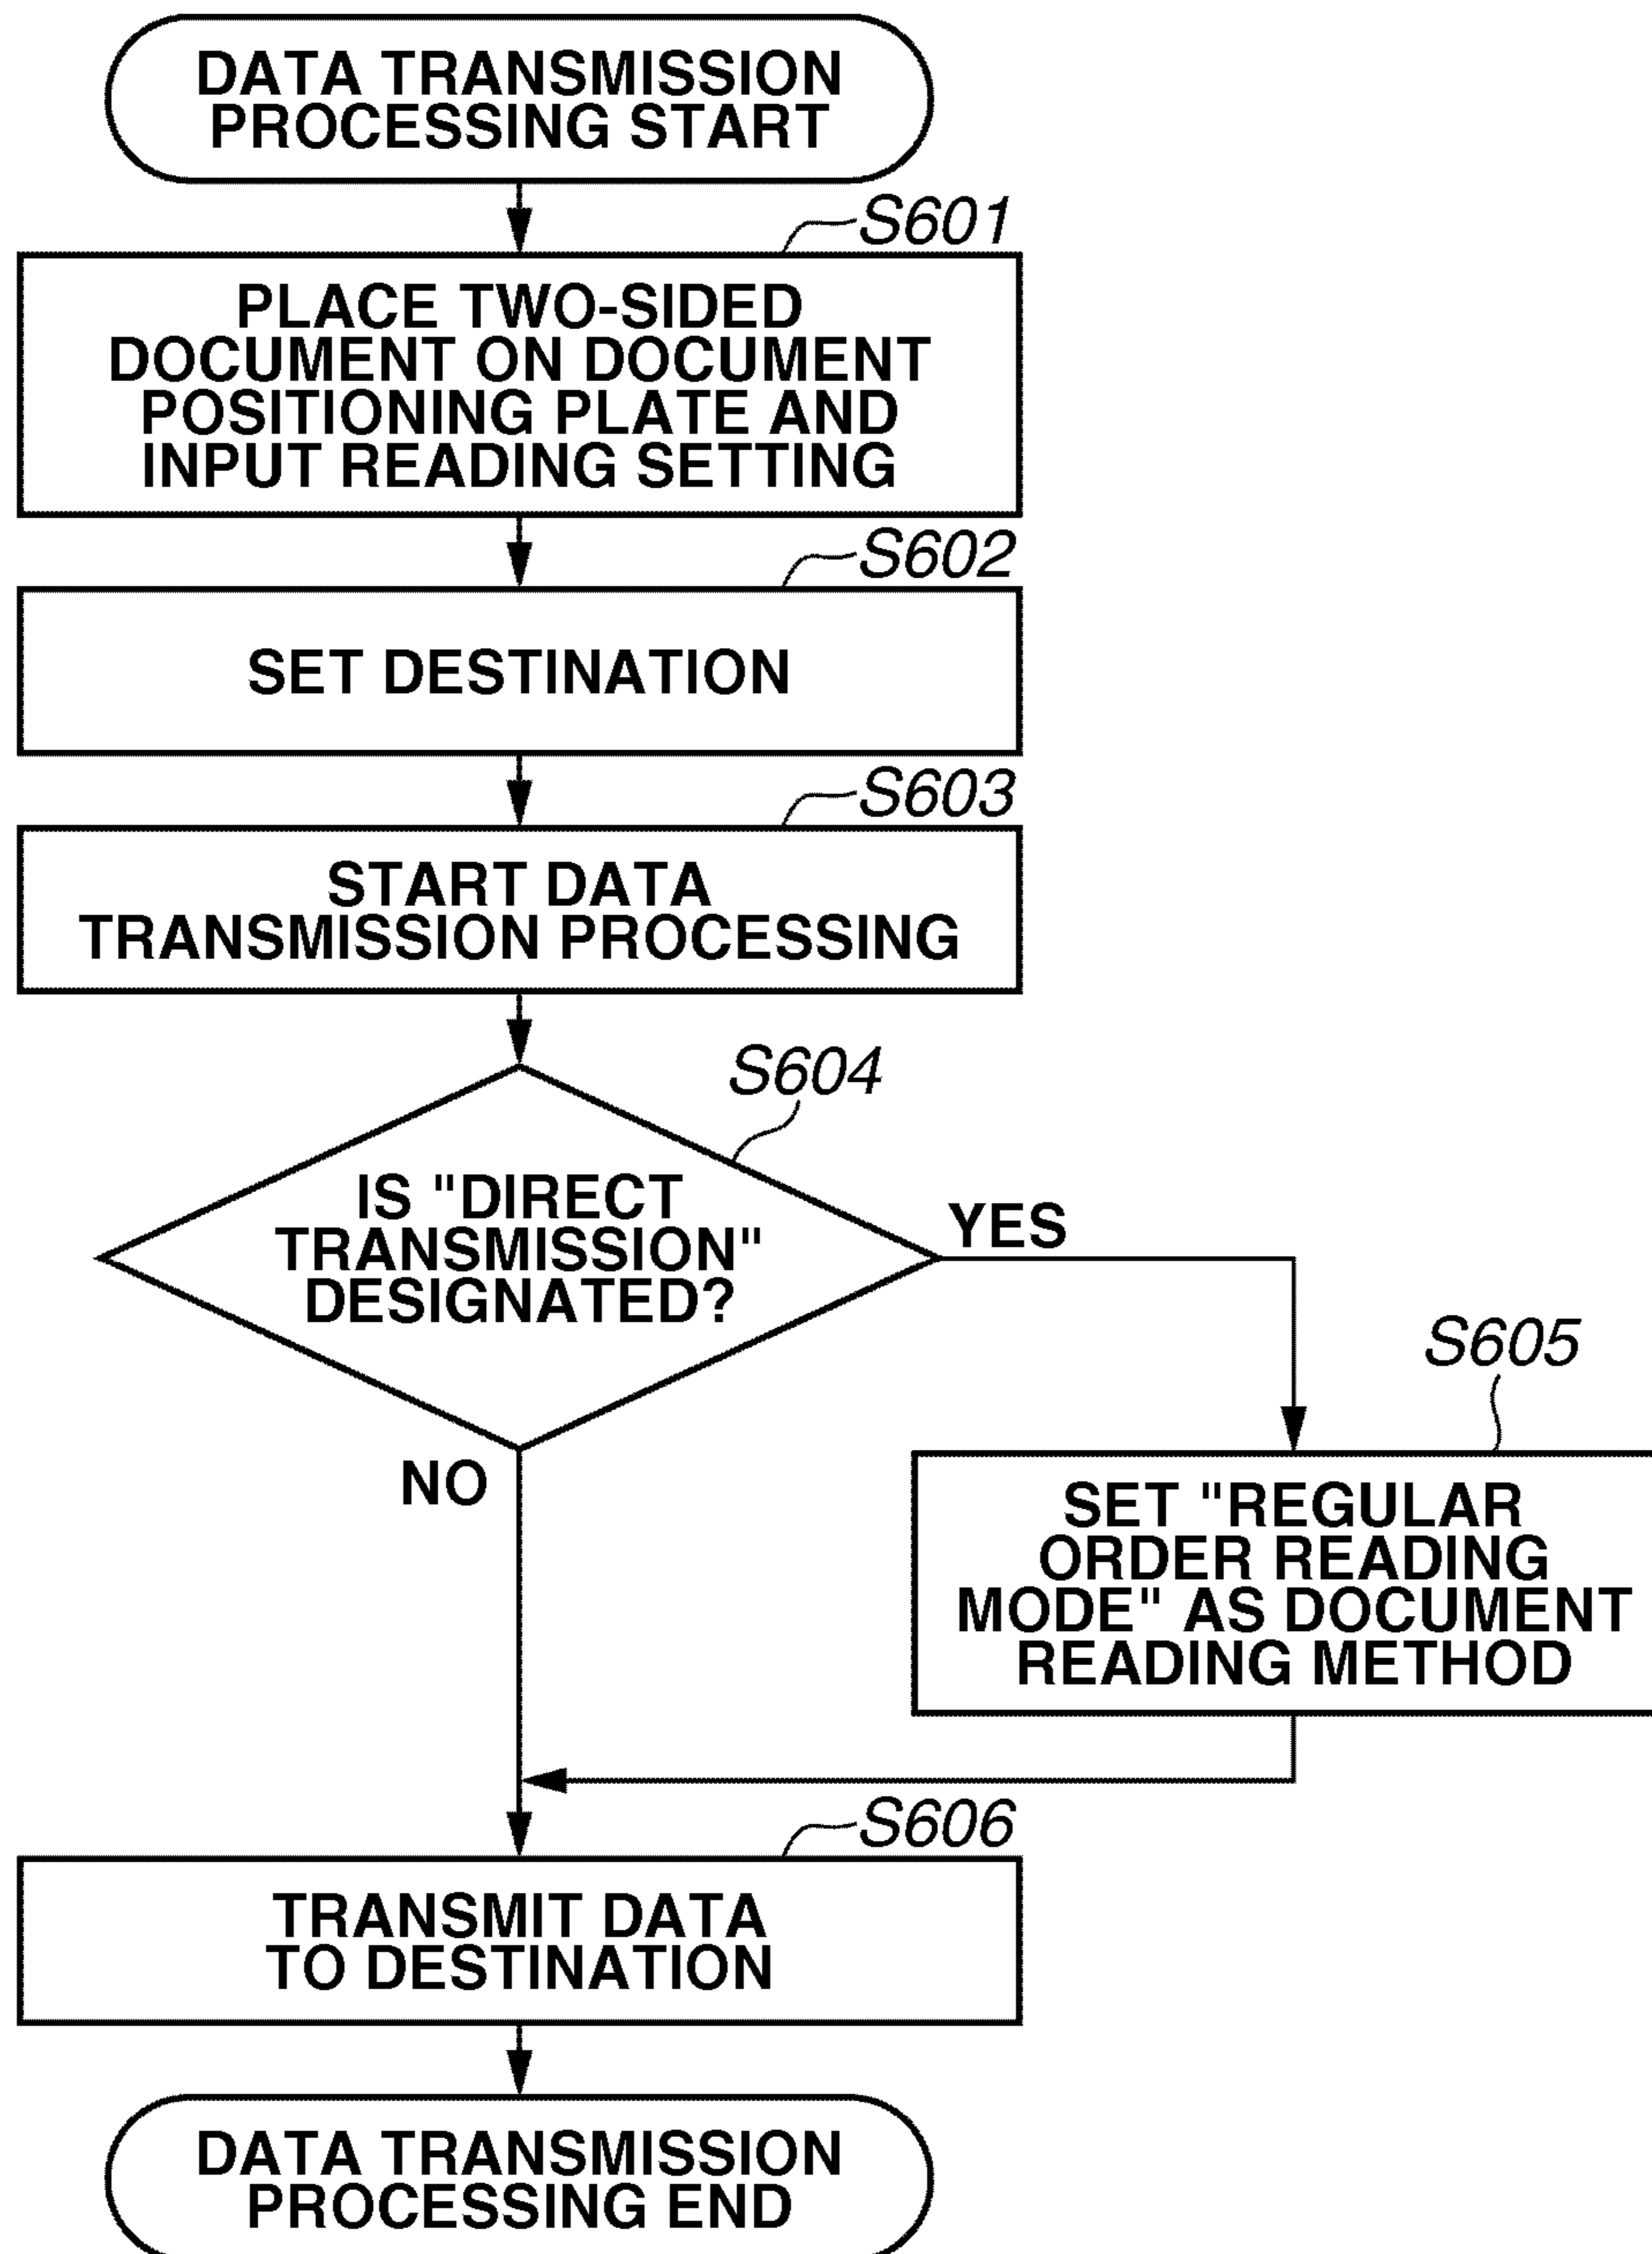 DATA TRANSMISSION
PROCESSING START
S601
PLACE TWO-SIDED
DOCUMENT ON DOCUMENT
POSITIONING PLATE AND
INPUT READING SETTING
S602
SET DESTINATION
S603
START DATA
TRANSMISSION PROCESSING
S604
IS "DIRECT
TRANSMISSION"
DESIGNATED?
YES
NO
S605
SET "REGULAR
ORDER READING
MODE" AS DOCUMENT
READING METHOD
S606
TRANSMIT DATA
TO DESTINATION
DATA TRANSMISSION
PROCESSING END